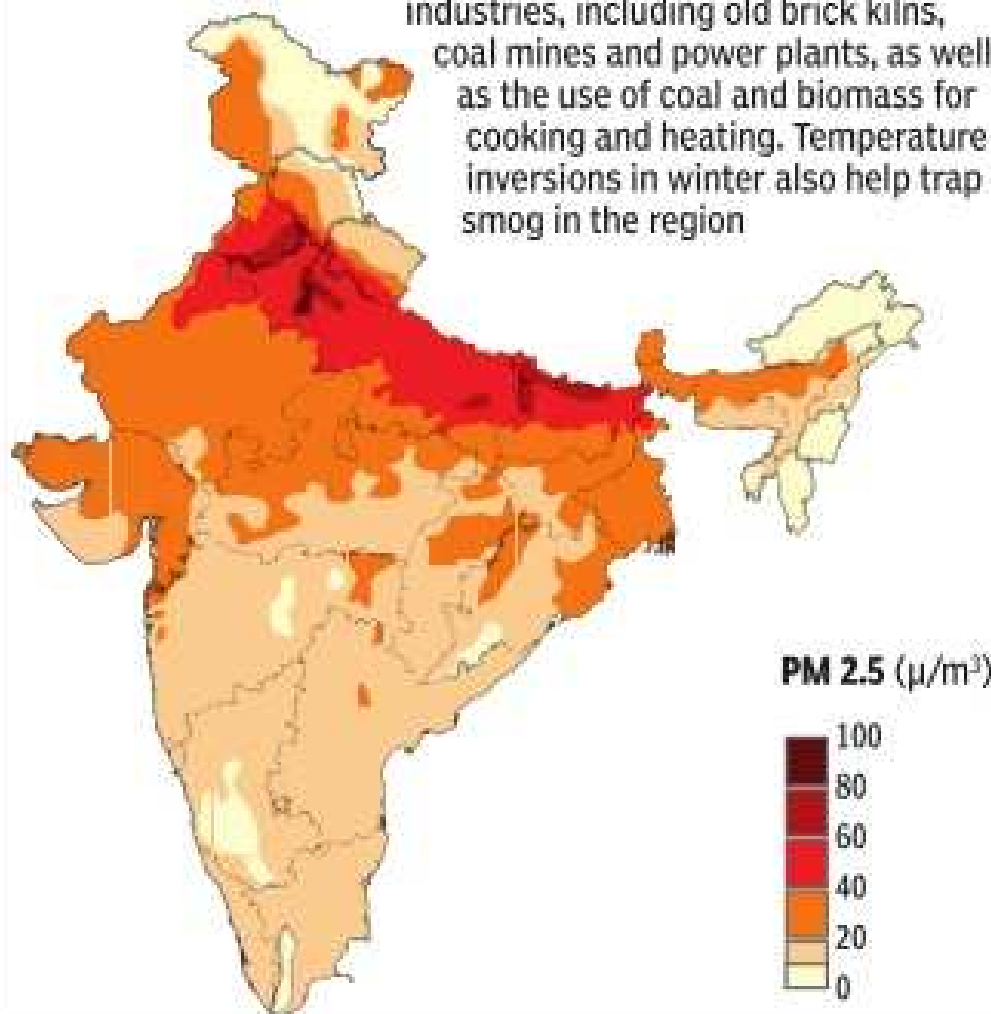 industries, including old brick kilns,
coal mines and power plants, as well
as the use of coal and biomass for
cooking and heating. Temperature
inversions in winter also help trap
smog in the region
PM 2.5 (μ/m³)
100
80
60
40
20
0